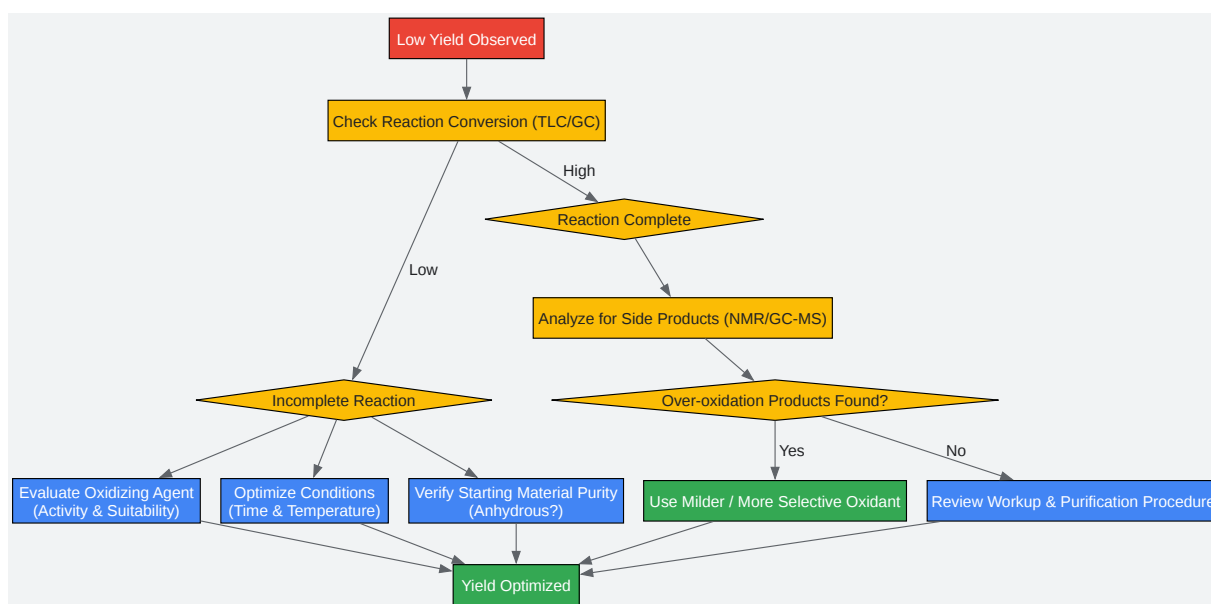 Low Yield Observed
Check Reaction Conversion (TLC/GC)
High
Reaction Complete
Low
Analyze for Side Products (NMR/GC-MS)
Incomplete Reaction
Over-oxidation Products Found?
Yes
No
Evaluate Oxidizing Agent
(Activity & Suitability)
Optimize Conditions
(Time & Temperature)
Verify Starting Material Purity
(Anhydrous?)
Use Milder / More Selective Oxidant
Review Workup & Purification Procedure
Yield Optimized